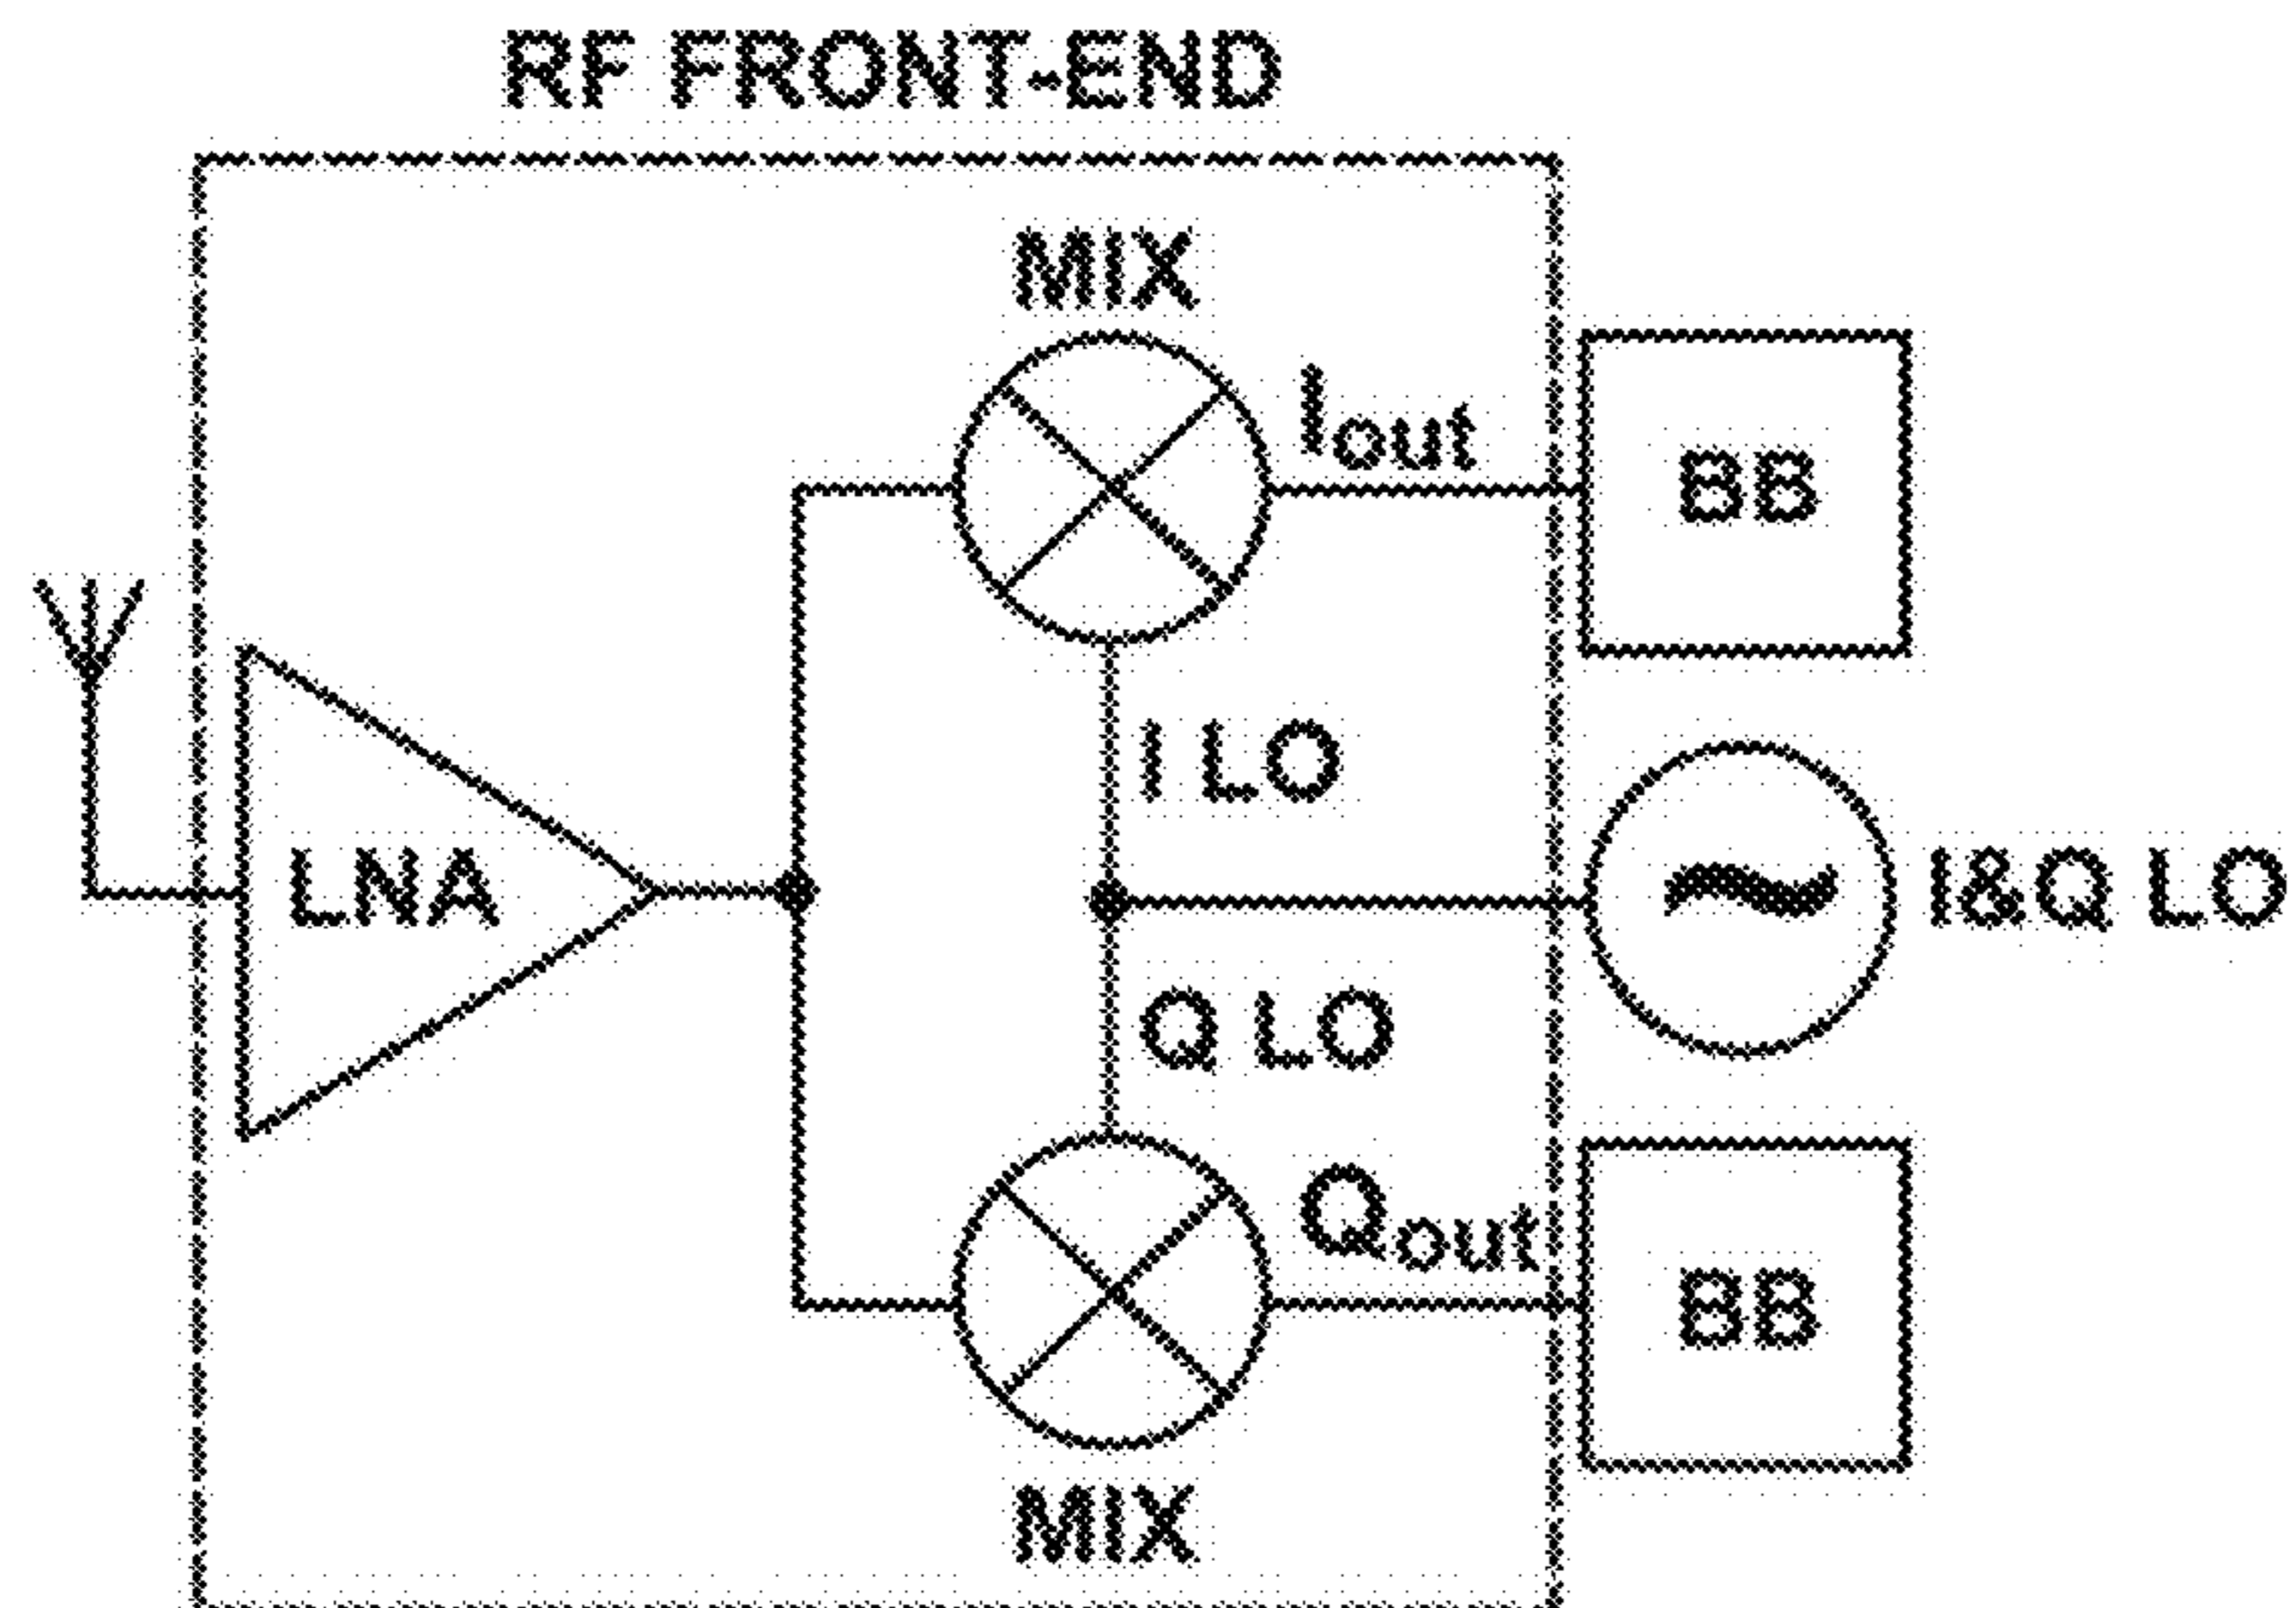 RF FRONT-END
MIX
Iout
BB
I LO
LNA
I&Q LO
Q LO
Qout
BB
MIX